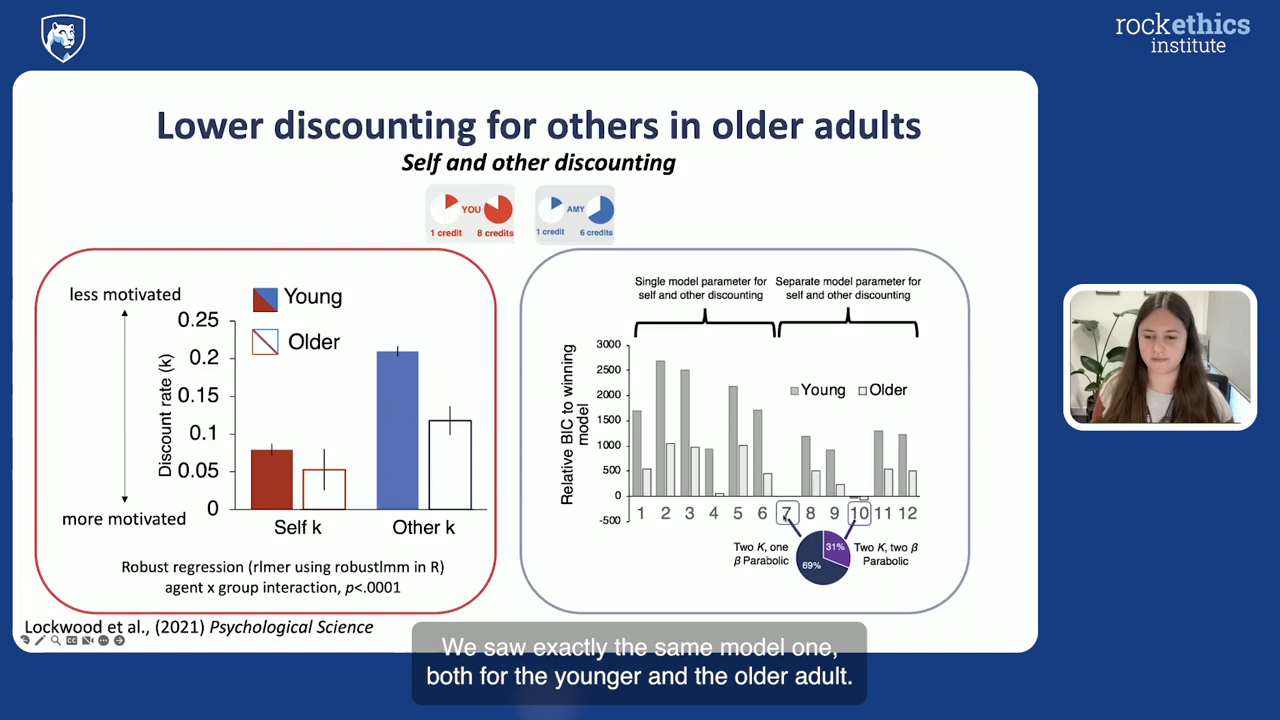 rockethics
institute
Lower discounting for others in older adults
Self and other discounting
YOU
1 credit 8 credits
AMY
1 credit 6 credits
less motivated
more motivated
Young
Older
Discount rate (k)
0.25
0.2
0.15
0.1
0.05
0
Self k Other k
Robust regression (rlmer using robustlmm in R)
agent x group interaction, p<.0001
Single model parameter for
self and other discounting
Separate model parameter for
self and other discounting
Relative BIC to winning
model
3000
2500
2000
1500
1000
500
0
-500
Young Older
1 2 3 4 5 6 7 8 9 10 11 12
Two K, one
β Parabolic
69%
31%
Two K, two β
Parabolic
Lockwood et al., (2021) Psychological Science
We saw exactly the same model one,
both for the younger and the older adult.